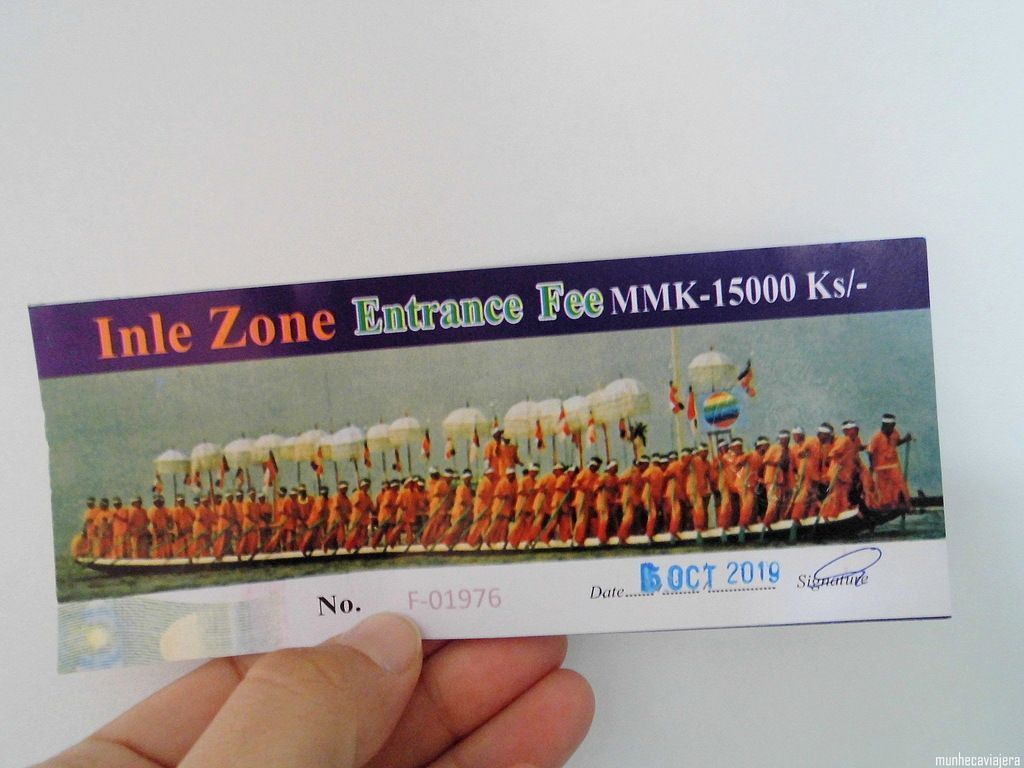 Inle Zone Entrance Fee MMK-15000 Ks/-
No. F-01976
Date............ OCT 2019 Signature
munhecaviajera